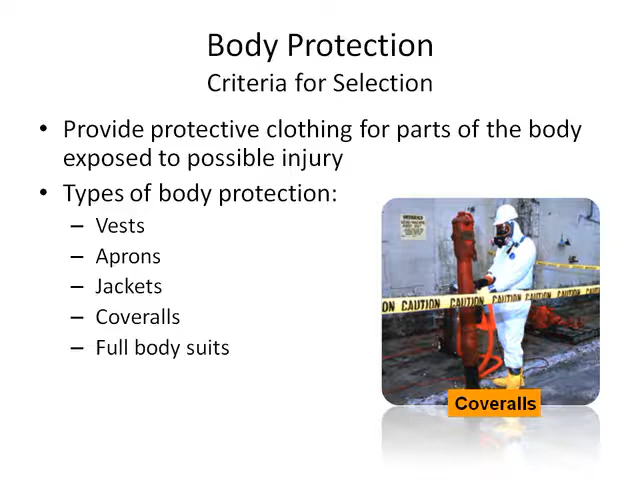 Body Protection
Criteria for Selection
• Provide protective clothing for parts of the body
exposed to possible injury
• Types of body protection:
– Vests
– Aprons
– Jackets
– Coveralls
– Full body suits
CAUTION CAUTION CAUTION CAUTION CAUTION
Coveralls